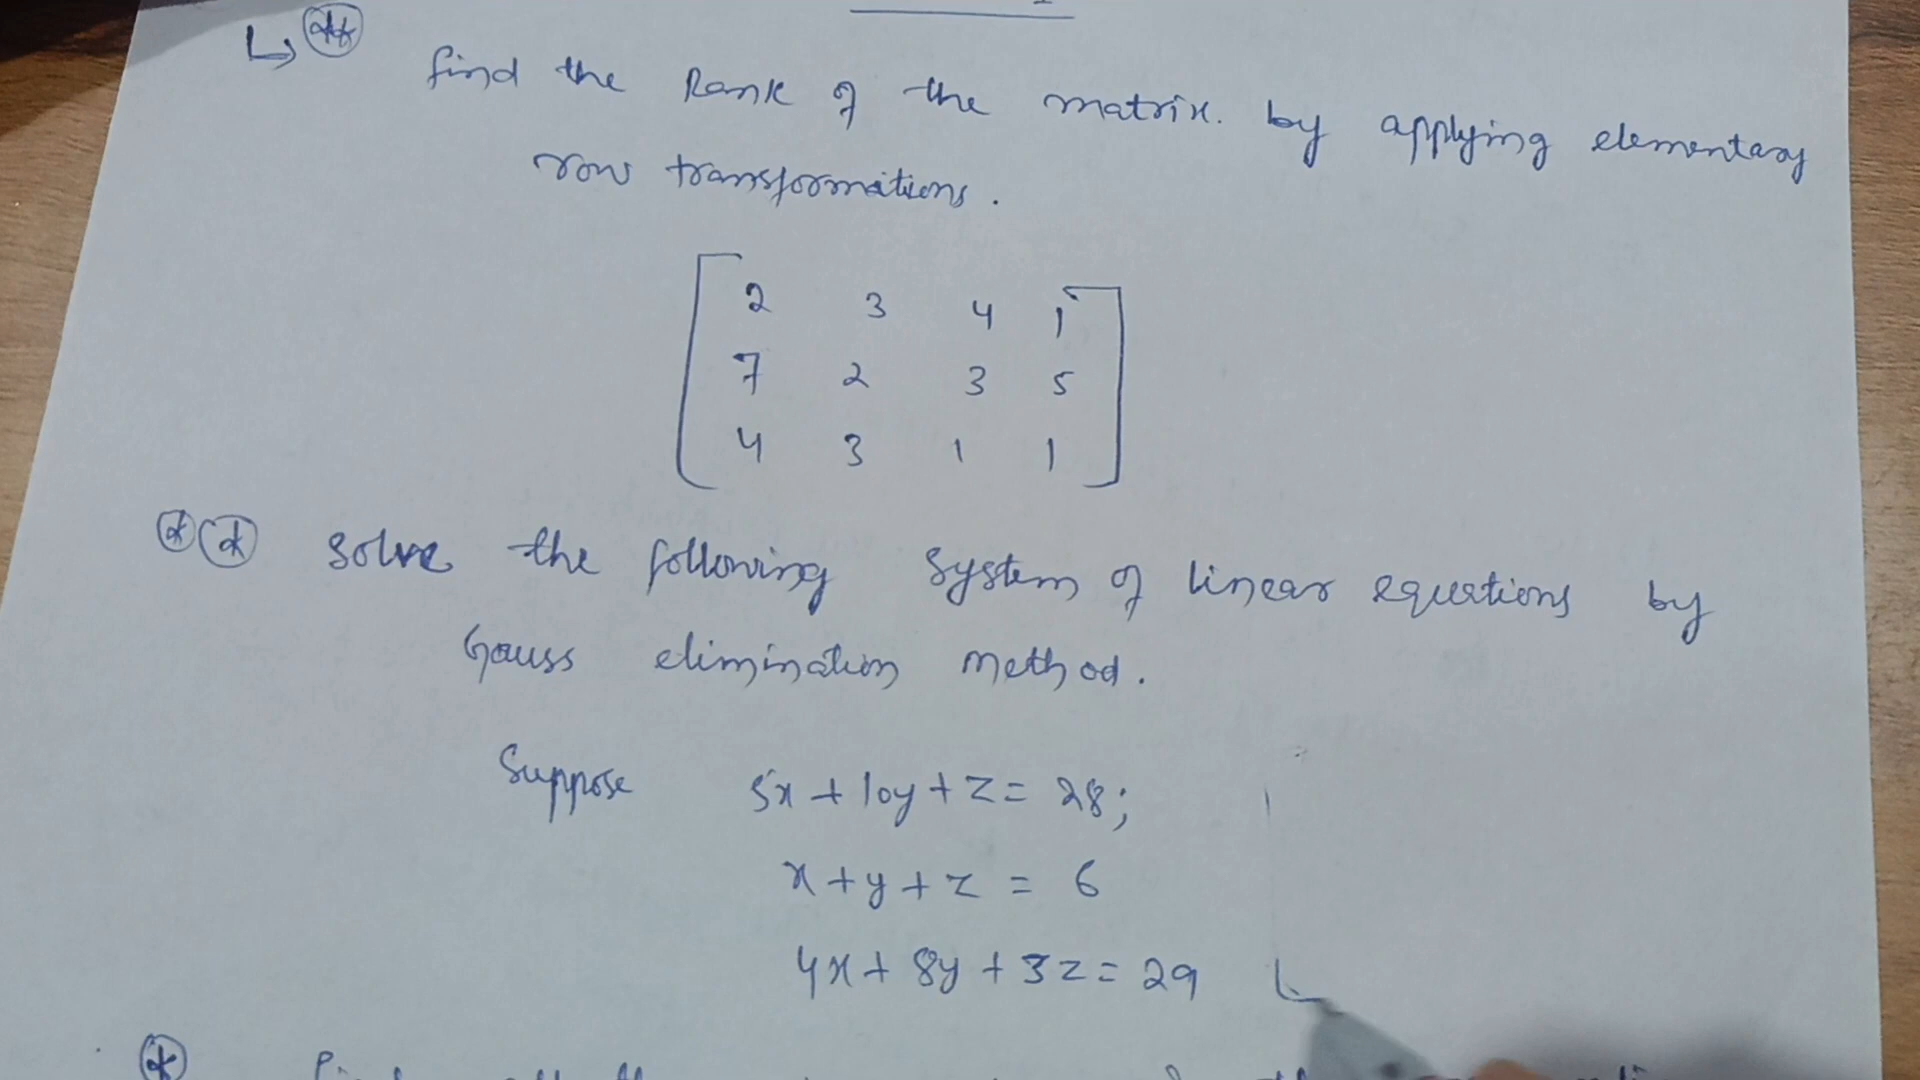 find the Rank of the matrix. by applying elementary
row transformations.
2 3 4 1
7 2 3 5
4 3 1 1
solve the following system of linear equations by
Gauss elimination method.
Suppose 5x + 10y + z = 28;
x + y + z = 6
4x + 8y + 3z = 29